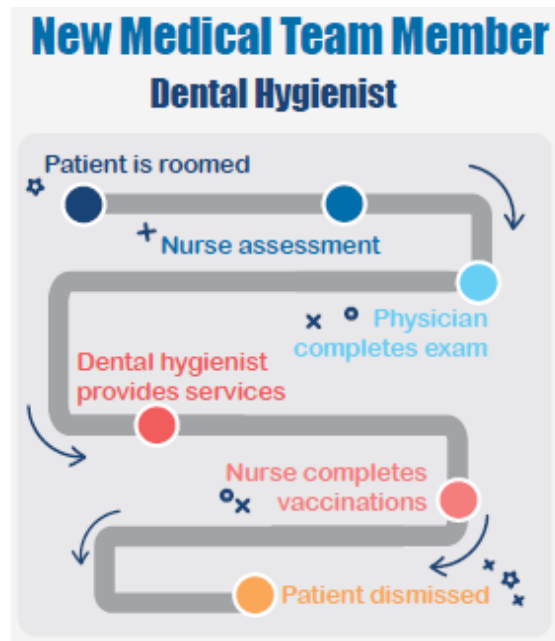 New Medical Team Member
Dental Hygienist
Patient is roomed
Nurse assessment
Physician
completes exam
Dental hygienist
provides services
Nurse completes
vaccinations
Patient dismissed